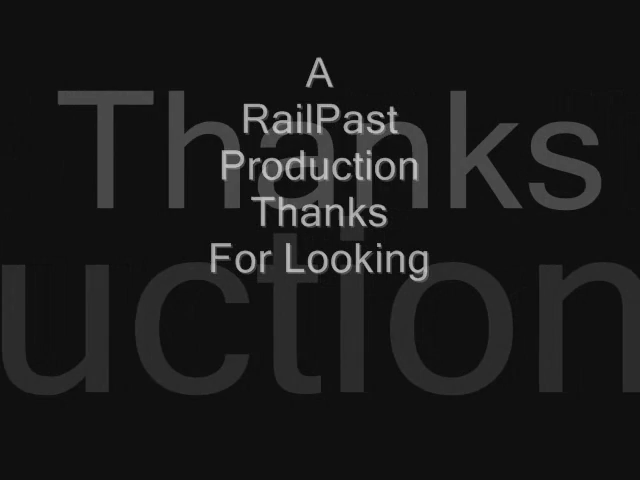 A
RailPast
Production
Thanks
For Looking
Thanks
uction